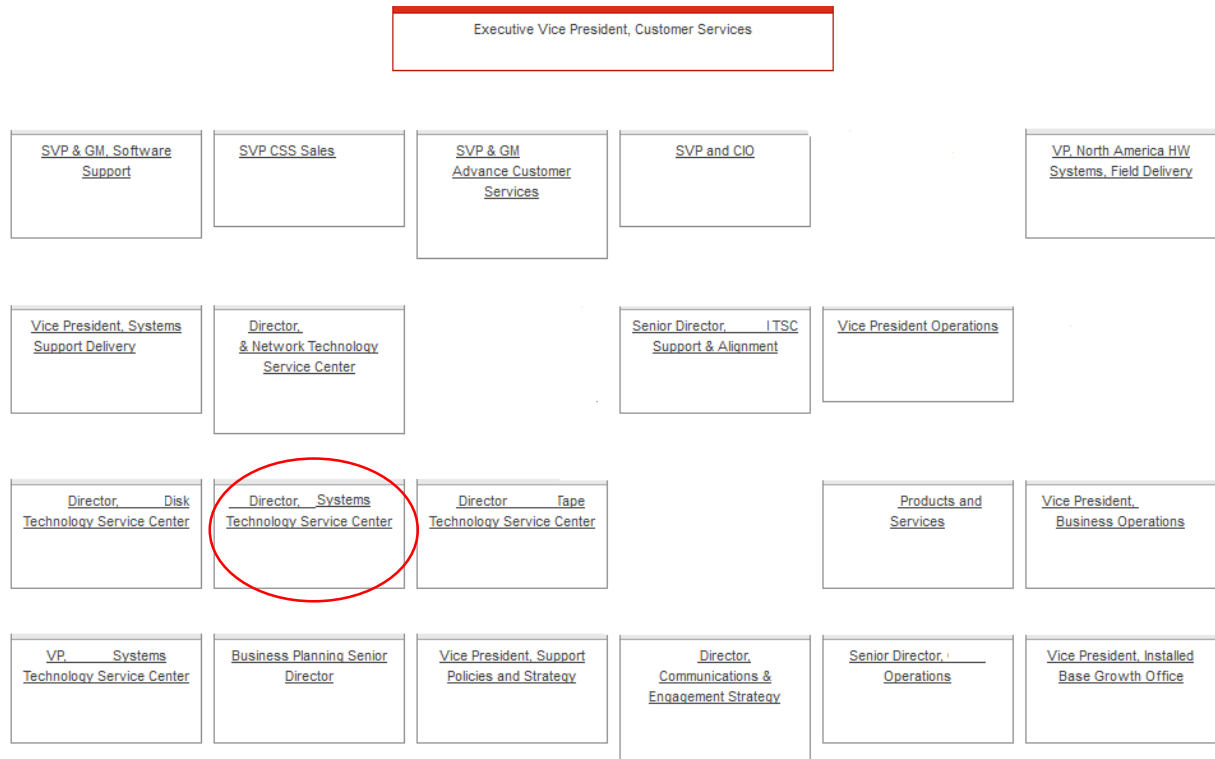 Executive Vice President, Customer Services
SVP & GM, Software
Support
SVP CSS Sales
SVP & GM
Advance Customer
Services
SVP and CIO
VP, North America HW
Systems, Field Delivery
Vice President, Systems
Support Delivery
Director,
& Network Technology
Service Center
Senior Director, TSC
Support & Alignment
Vice President Operations
Director, Disk
Technology Service Center
Director, Systems
Technology Service Center
Director Tape
Technology Service Center
Products and
Services
Vice President,
Business Operations
VP, Systems
Technology Service Center
Business Planning Senior
Director
Vice President, Support
Policies and Strategy
Director,
Communications &
Engagement Strategy
Senior Director,
Operations
Vice President, Installed
Base Growth Office